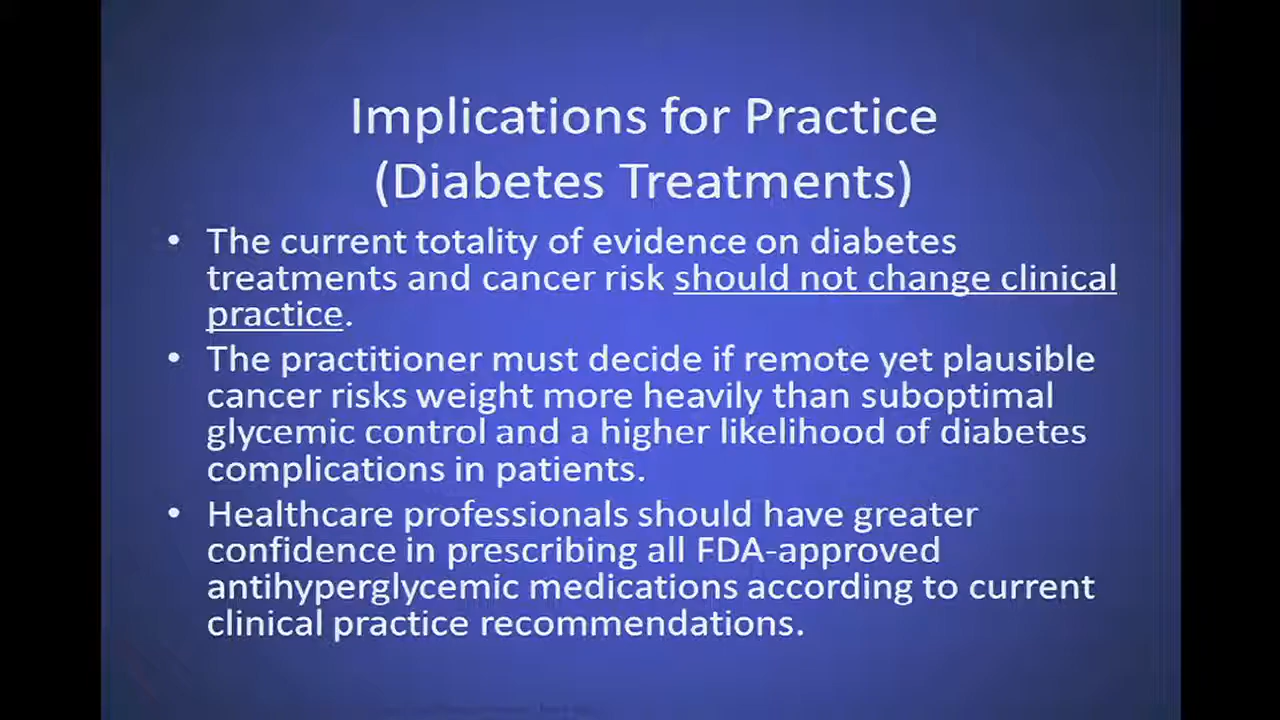 Implications for Practice
(Diabetes Treatments)
• The current totality of evidence on diabetes
treatments and cancer risk should not change clinical
practice.
• The practitioner must decide if remote yet plausible
cancer risks weight more heavily than suboptimal
glycemic control and a higher likelihood of diabetes
complications in patients.
• Healthcare professionals should have greater
confidence in prescribing all FDA-approved
antihyperglycemic medications according to current
clinical practice recommendations.